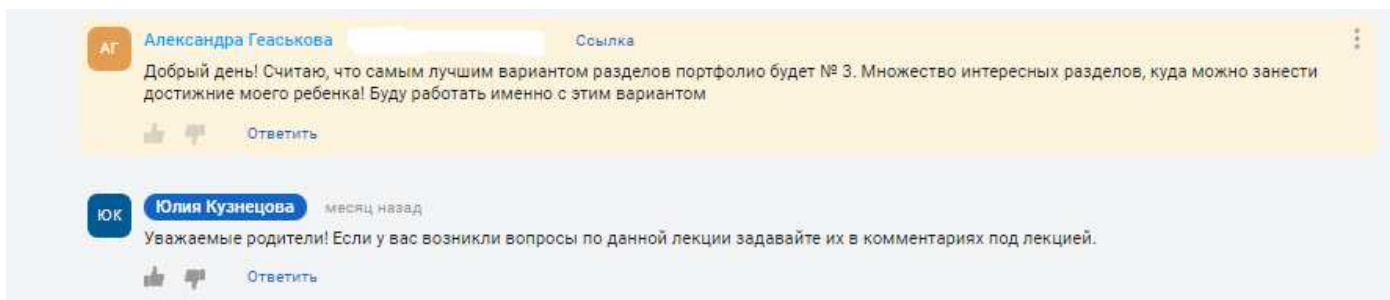 АГ
Александра Геаськова Ссылка
Добрый день! Считаю, что самым лучшим вариантом разделов портфолио будет № 3. Множество интересных разделов, куда можно занести
достижние моего ребенка! Буду работать именно с этим вариантом
Ответить
ЮК
Юлия Кузнецова месяц назад
Уважаемые родители! Если у вас возникли вопросы по данной лекции задавайте их в комментариях под лекцией.
Ответить